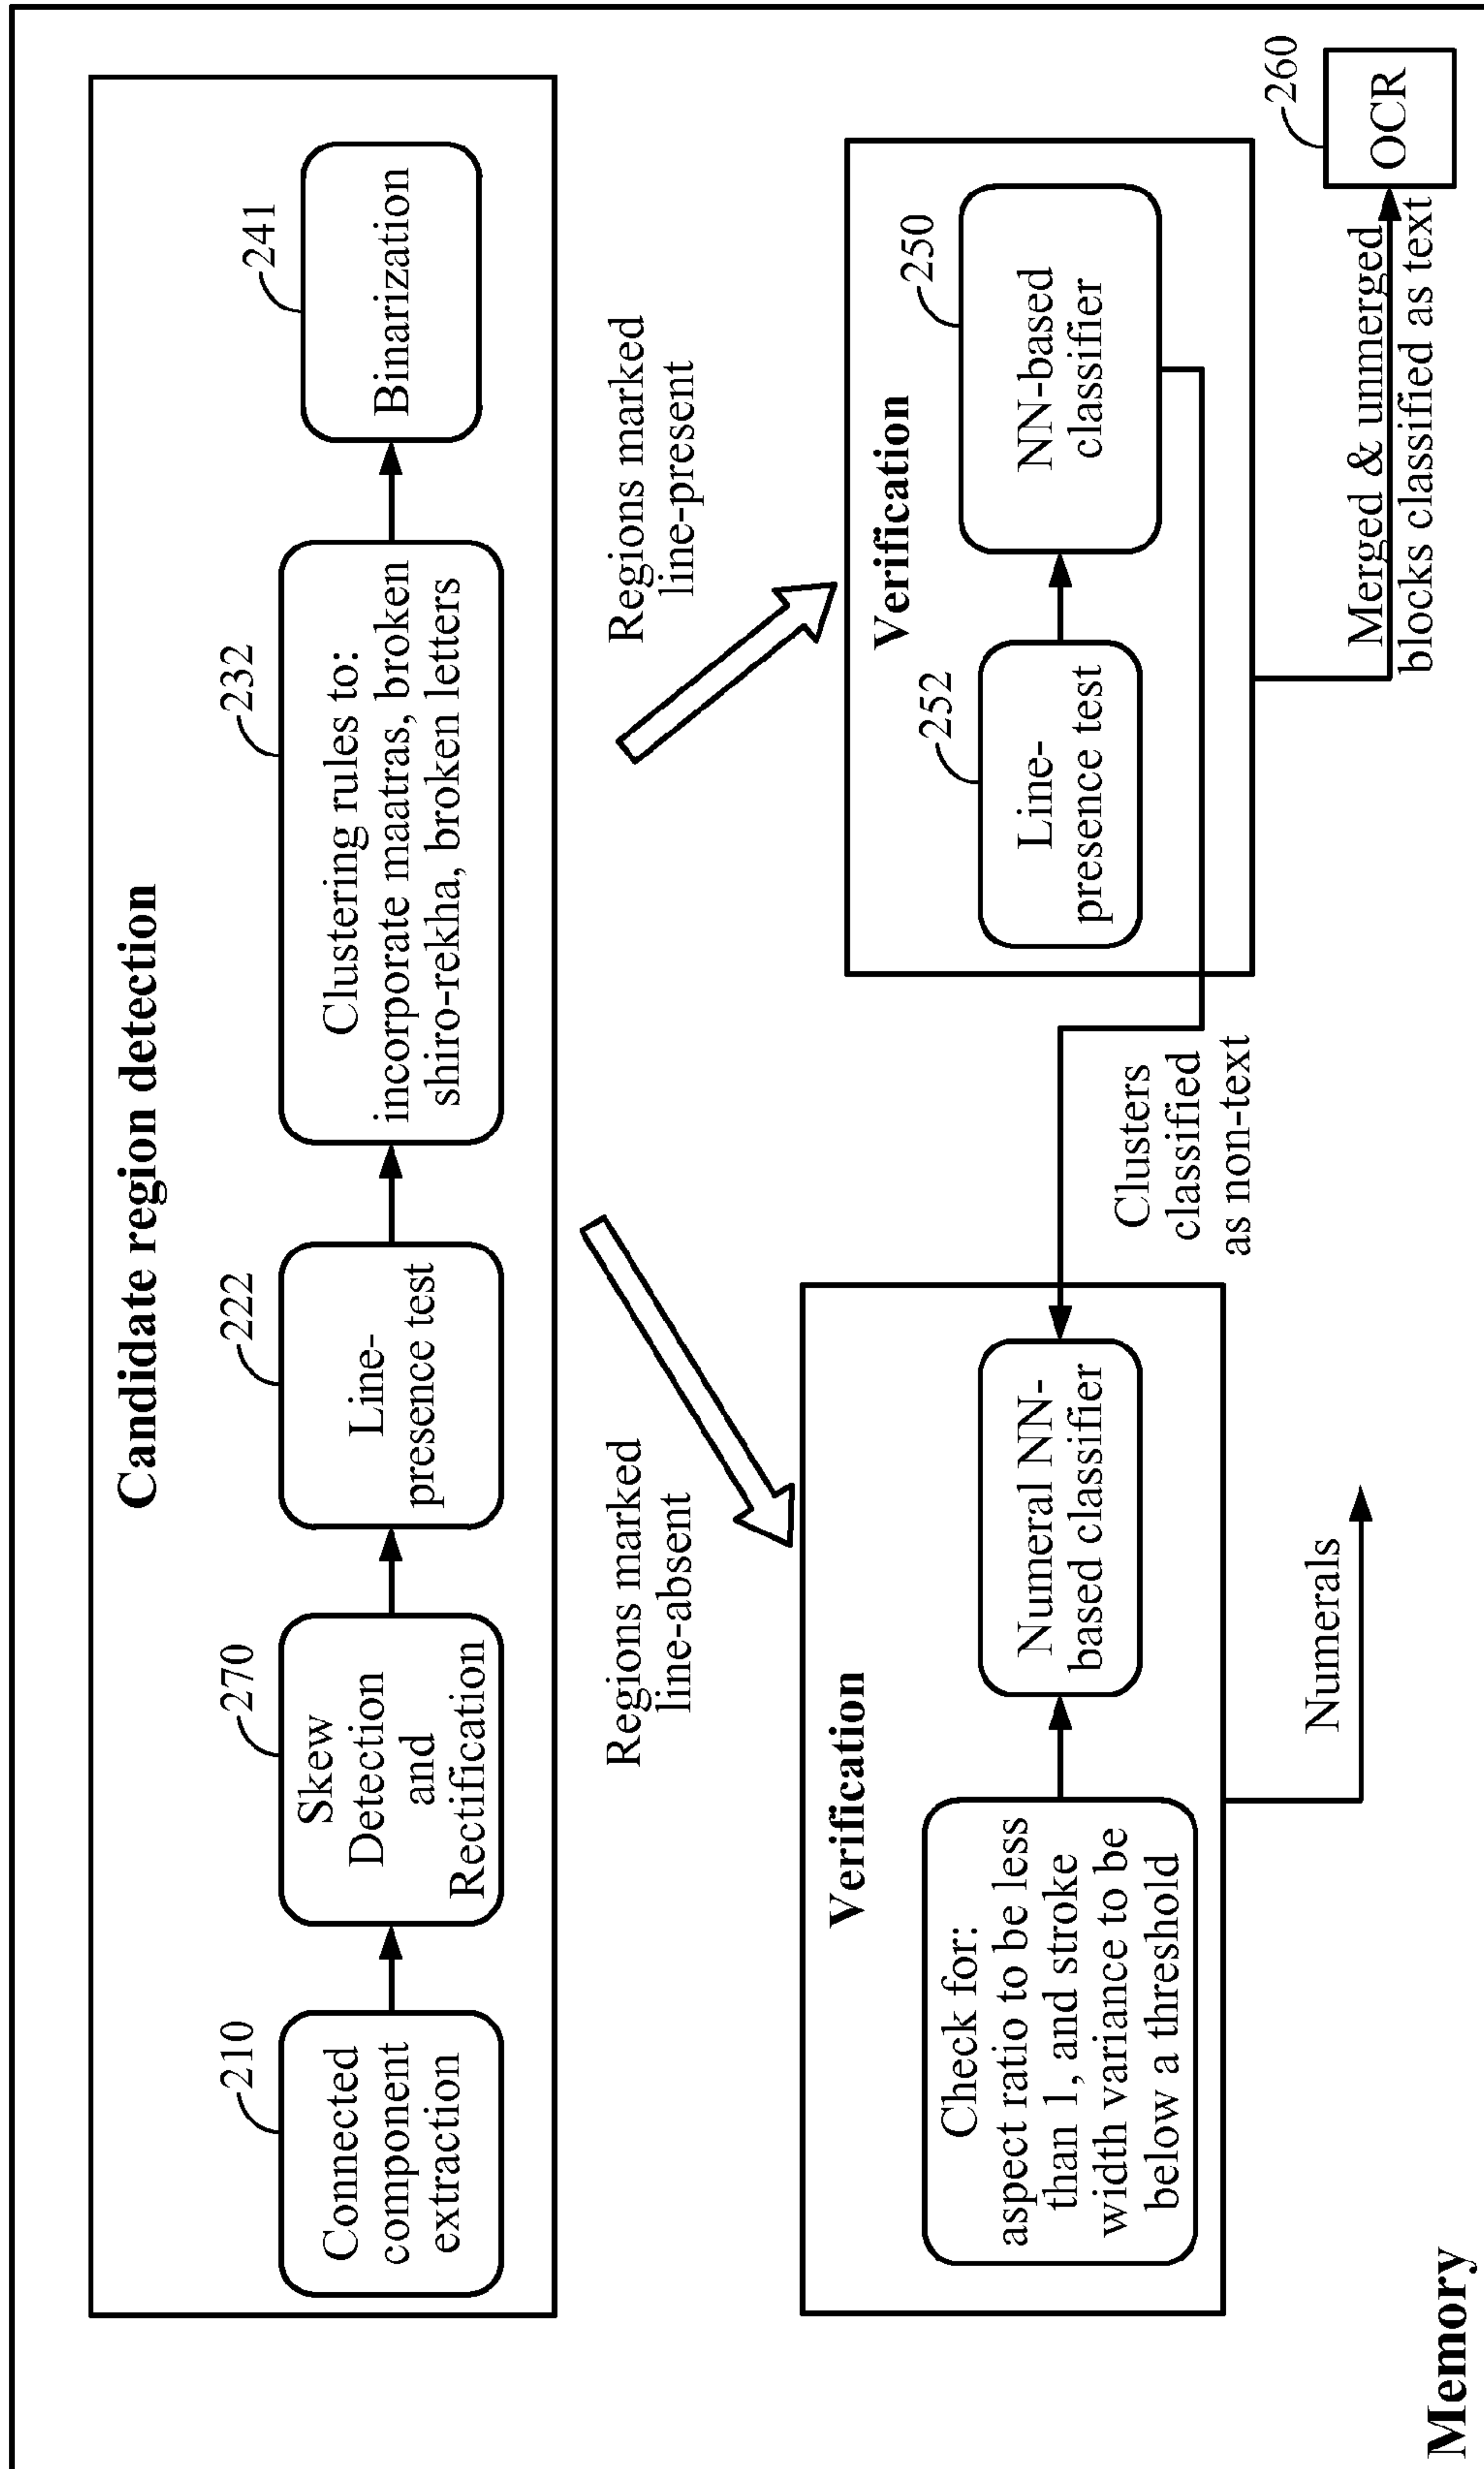 Candidate region detection
210
Connected
component
extraction
270
Skew
Detection
and
Rectification
222
Line-
presence test
232
Clustering rules to:
incorporate maatras, broken
shiro-rekha, broken letters
241
Binarization
Regions marked
line-absent
Regions marked
line-present
Verification
Check for:
aspect ratio to be less
than 1, and stroke
width variance to be
below a threshold
Numeral NN-
based classifier
Numerals
Clusters
classified
as non-text
Verification
252
Line-
presence test
250
NN-based
classifier
Merged & unmerged
blocks classified as text
260
OCR
Memory